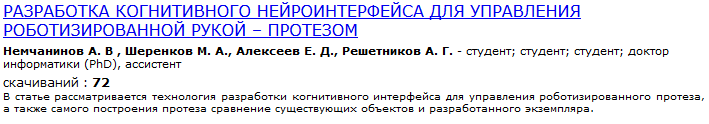 РАЗРАБОТКА КОГНИТИВНОГО НЕЙРОИНТЕРФЕЙСА ДЛЯ УПРАВЛЕНИЯ
РОБОТИЗИРОВАННОЙ РУКОЙ – ПРОТЕЗОМ
Немчанинов А. В , Шеренков М. А., Алексеев Е. Д., Решетников А. Г. - студент; студент; студент; доктор
информатики (PhD), ассистент
скачиваний : 72
В статье рассматривается технология разработки когнитивного интерфейса для управления роботизированного протеза,
а также самого построения протеза сравнение существующих объектов и разработанного экземпляра.